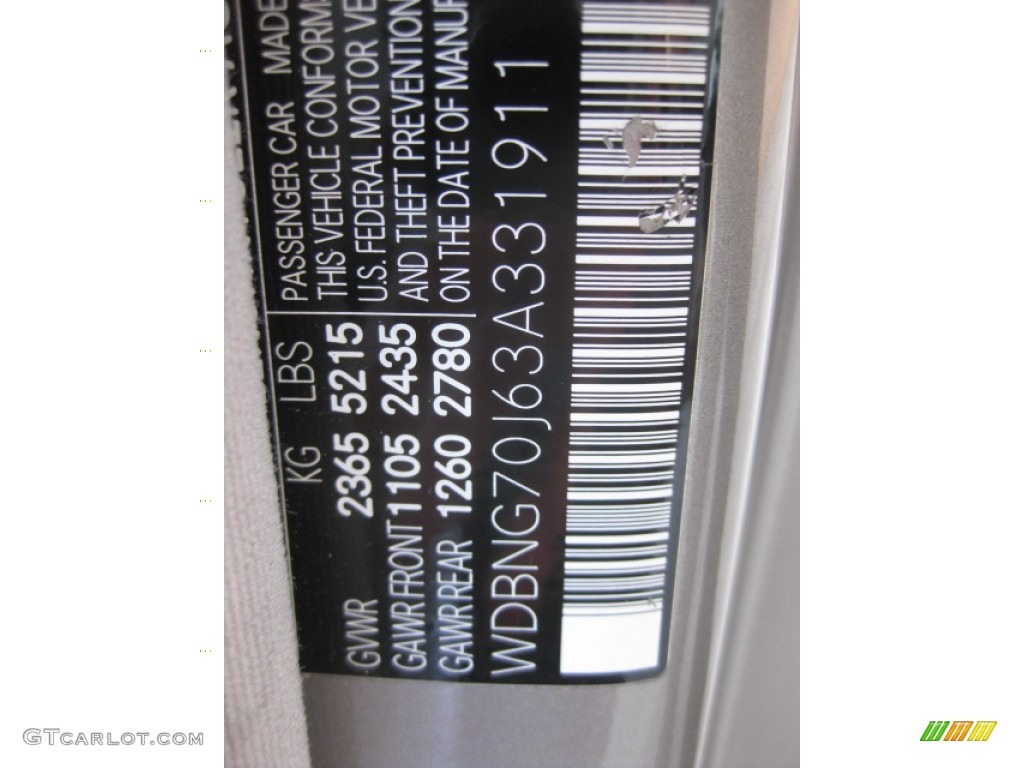 PASSENGER CAR MADE
THIS VEHICLE CONFORM
U.S. FEDERAL MOTOR VE
AND THEFT PREVENTION
ON THE DATE OF MANUF
KG LBS
GVWR 2365 5215
GAWR FRONT 1105 2435
GAWR REAR 1260 2780
WDBNG70J63A331911
GTCARLOT.COM